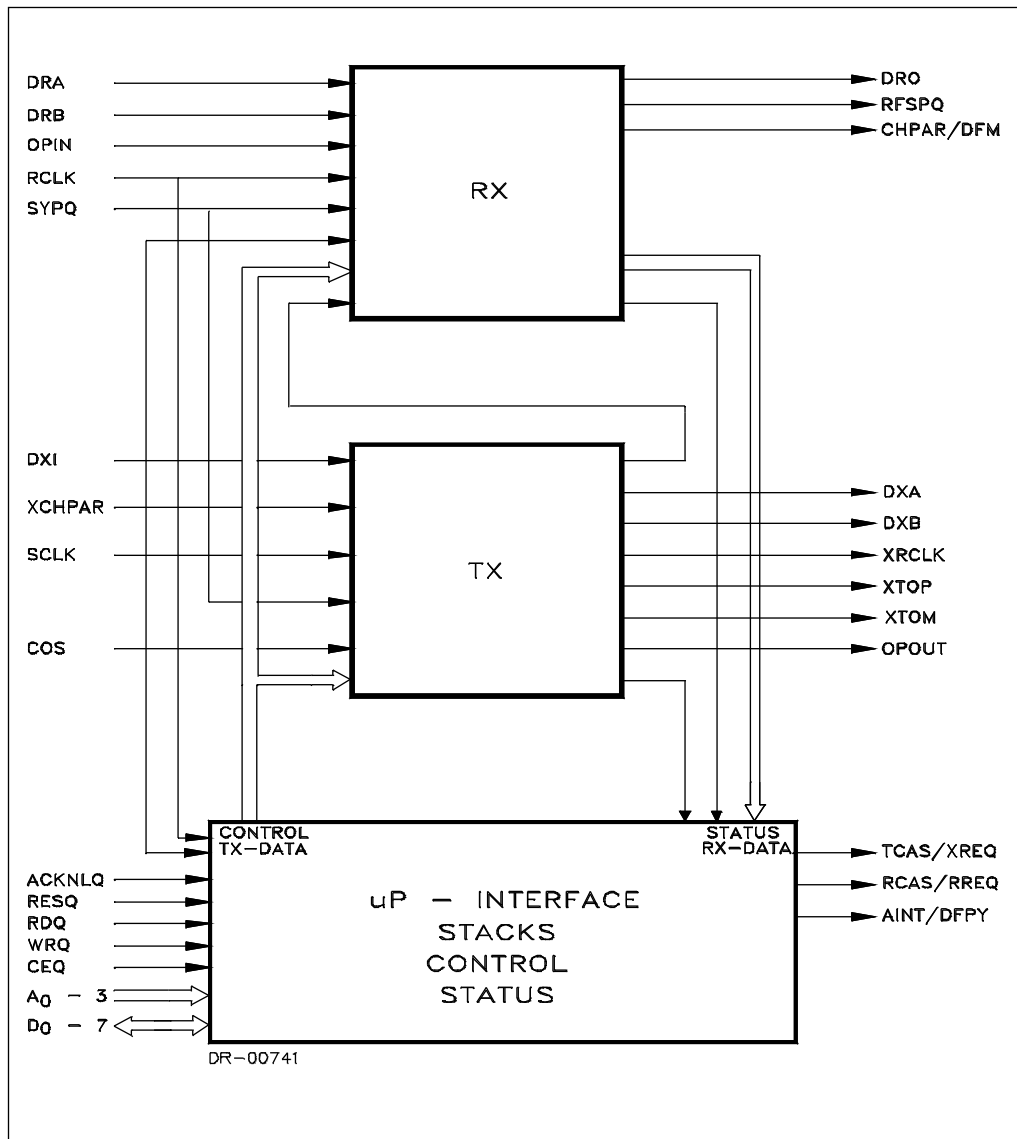 DRA
DRB
OPIN
RCLK
SYPQ
RX
DRO
RFSPQ
CHPAR/DFM
DXI
XCHPAR
SCLK
COS
TX
DXA
DXB
XRCLK
XTOP
XTOM
OPOUT
CONTROL
TX-DATA
STATUS
RX-DATA
ACKNLQ
RESQ
RDQ
WRQ
CEQ
A0 - 3
D0 - 7
uP - INTERFACE
STACKS
CONTROL
STATUS
TCAS/XREQ
RCAS/RREQ
AINT/DFPY
DR-00741